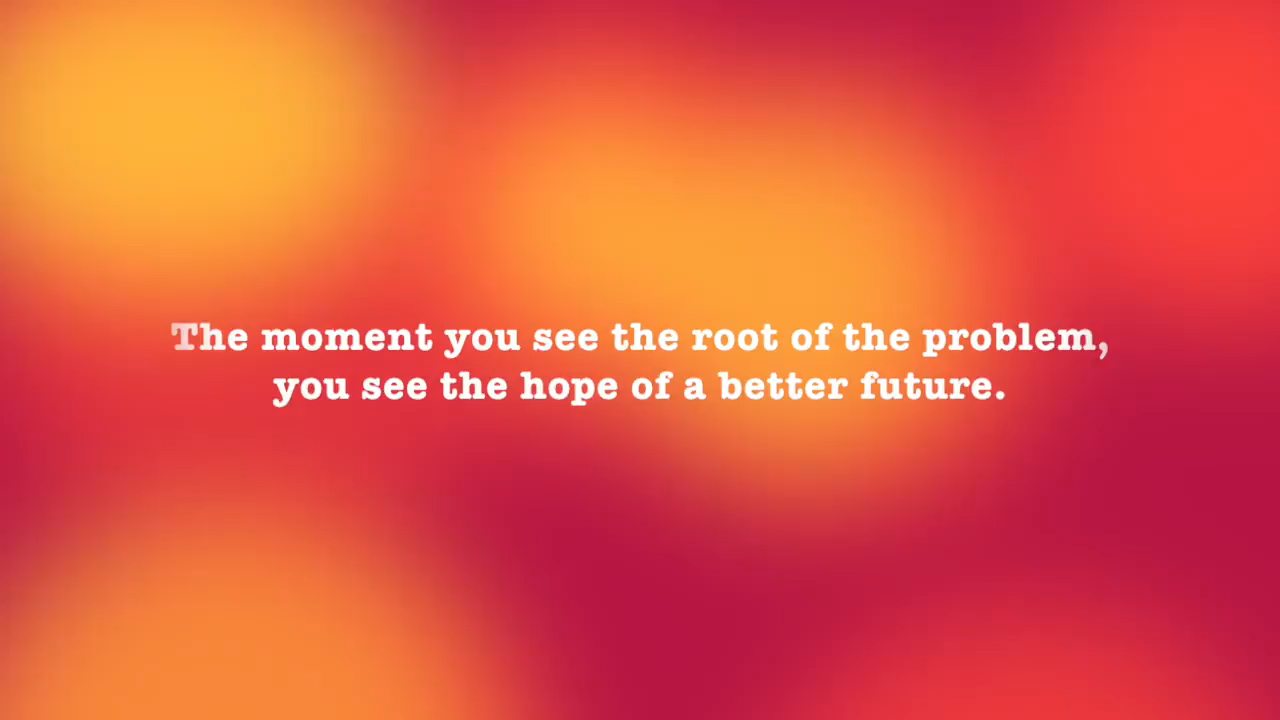 The moment you see the root of the problem,
you see the hope of a better future.